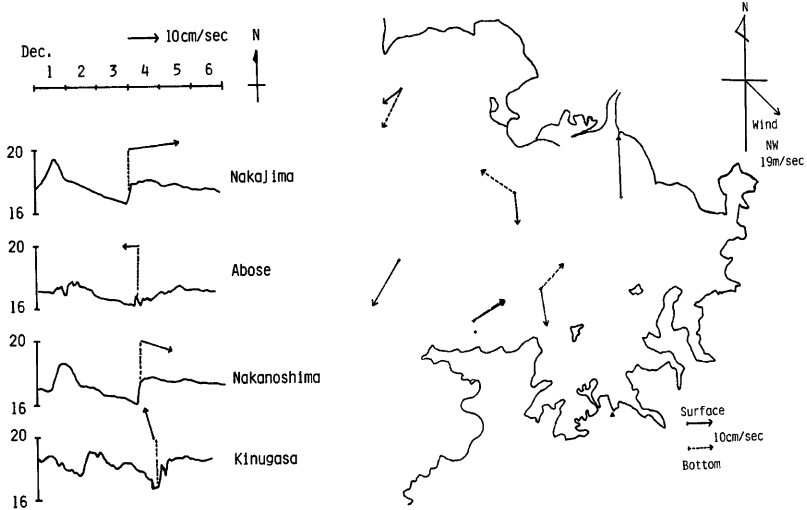 10cm/sec
N
Dec.
1 2 3 4 5 6
20
16
Nakajima
20
16
Abose
20
16
Nakanoshima
20
16
Kinugasa
N
Wind
NW
19m/sec
Surface
10cm/sec
Bottom